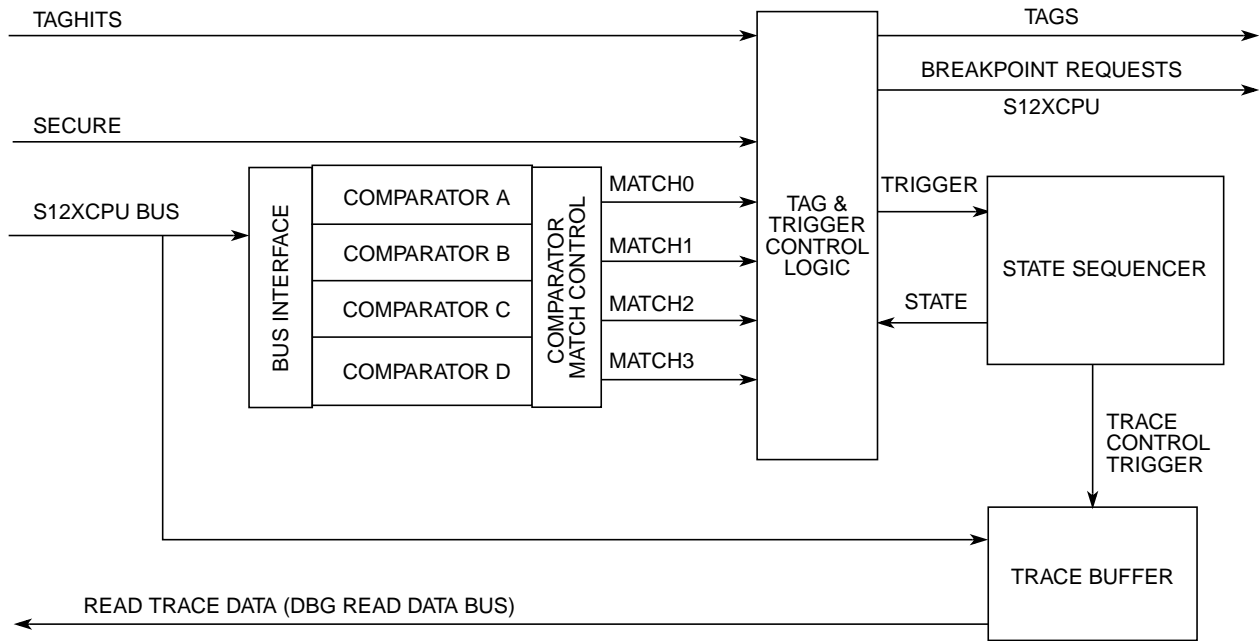 TAGHITS
TAGS
BREAKPOINT REQUESTS
S12XCPU
SECURE
S12XCPU BUS
BUS INTERFACE
COMPARATOR A
COMPARATOR B
COMPARATOR C
COMPARATOR D
COMPARATOR
MATCH CONTROL
MATCH0
MATCH1
MATCH2
MATCH3
TAG &
TRIGGER
CONTROL
LOGIC
TRIGGER
STATE
STATE SEQUENCER
TRACE
CONTROL
TRIGGER
TRACE BUFFER
READ TRACE DATA (DBG READ DATA BUS)